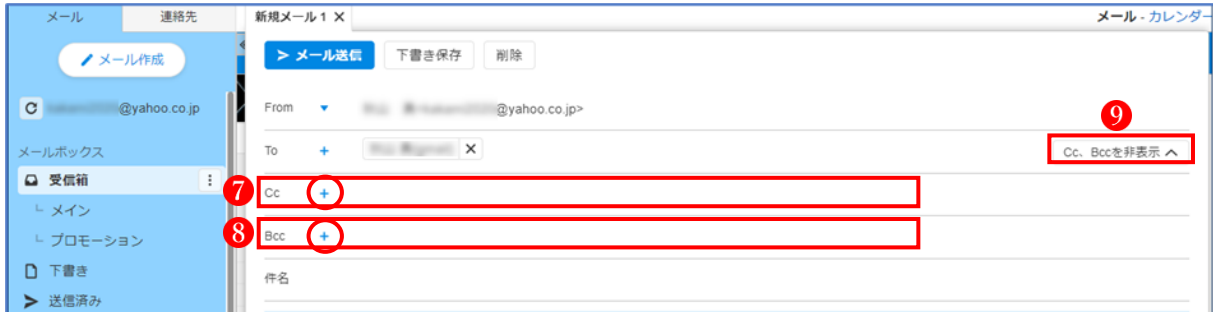 メール 連絡先 新規メール 1 × メール - カレンダー
メール作成 > メール送信 下書き保存 削除
@yahoo.co.jp From @yahoo.co.jp>
9
メールボックス To + × Cc、Bccを非表示
受信箱 7 Cc +
└ メイン
└ プロモーション 8 Bcc +
下書き 件名
送信済み